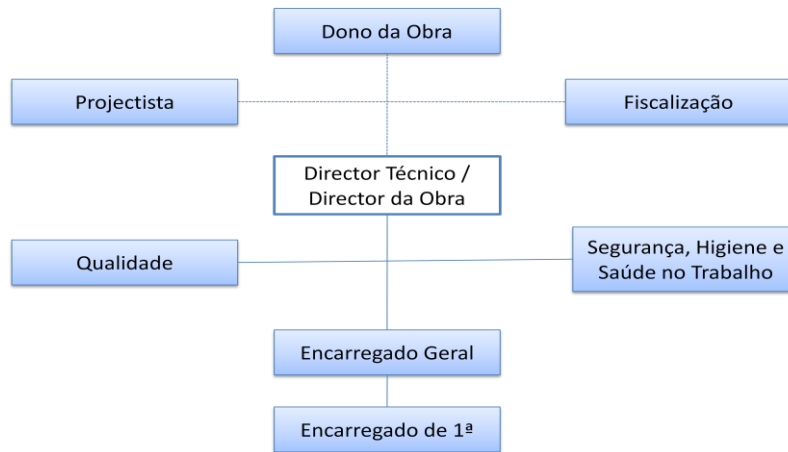 Dono da Obra
Projectista
Fiscalização
Director Técnico /
Director da Obra
Qualidade
Segurança, Higiene e
Saúde no Trabalho
Encarregado Geral
Encarregado de 1ª